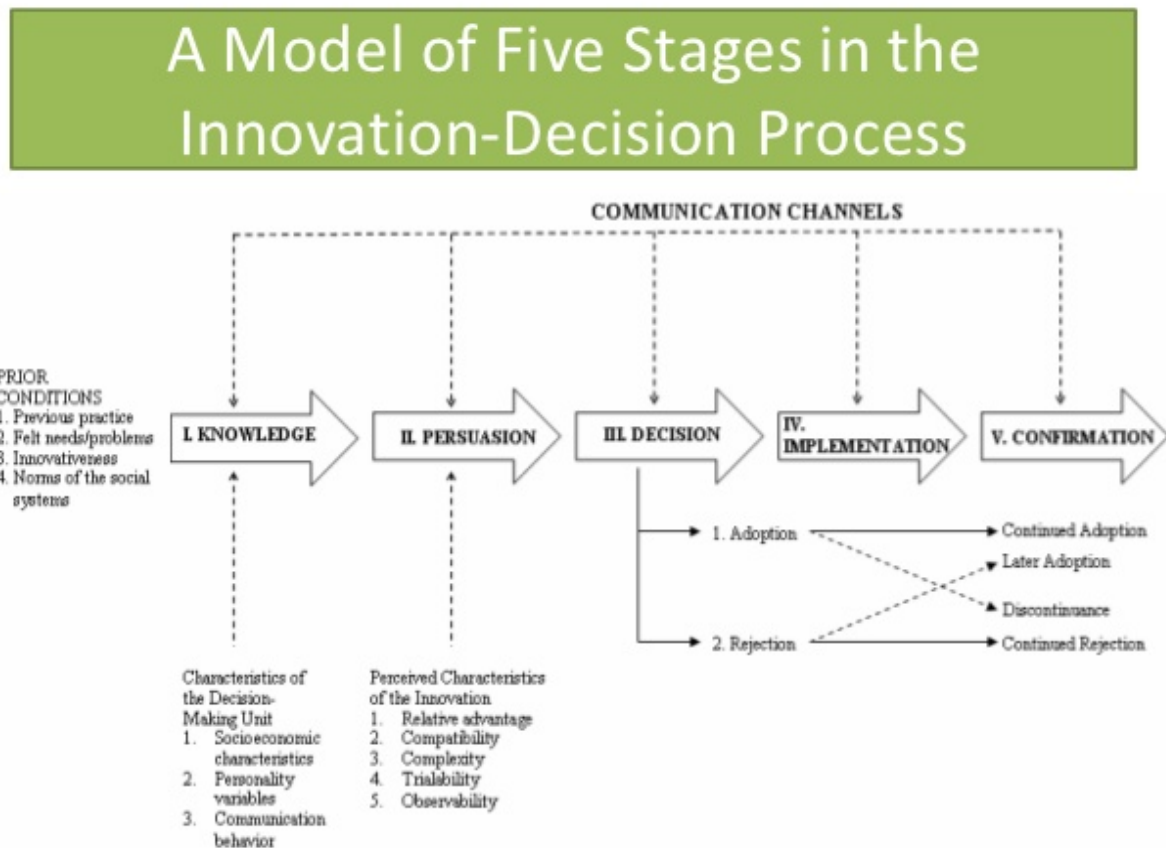 A Model of Five Stages in the
Innovation-Decision Process
COMMUNICATION CHANNELS
PRIOR
CONDITIONS
1. Previous practice
2. Felt needs/problems
3. Innovativeness
4. Norms of the social
systems
I. KNOWLEDGE
II. PERSUASION
III. DECISION
IV.
IMPLEMENTATION
V. CONFIRMATION
1. Adoption
2. Rejection
Continued Adoption
Later Adoption
Discontinuance
Continued Rejection
Characteristics of
the Decision-
Making Unit
1. Socioeconomic
characteristics
2. Personality
variables
3. Communication
behavior
Perceived Characteristics
of the Innovation
1. Relative advantage
2. Compatibility
3. Complexity
4. Trialability
5. Observability